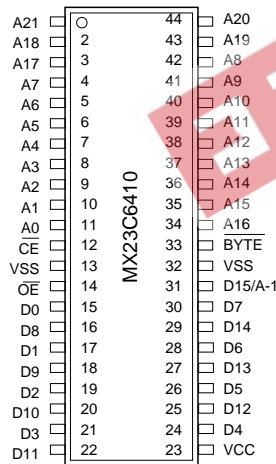 A21 44 A20
A18 2 43 A19
A17 3 42 A8
A7 4 41 A9
A6 5 40 A10
A5 6 39 A11
A4 7 38 A12
A3 8 37 A13
A2 9 36 A14
A1 10 35 A15
A0 11 34 A16
CE 12 33 BYTE
VSS 13 32 VSS
OE 14 31 D15/A-1
D0 15 30 D7
D8 16 29 D14
D1 17 28 D6
D9 18 27 D13
D2 19 26 D5
D10 20 25 D12
D3 21 24 D4
D11 22 23 VCC
MX23C6410